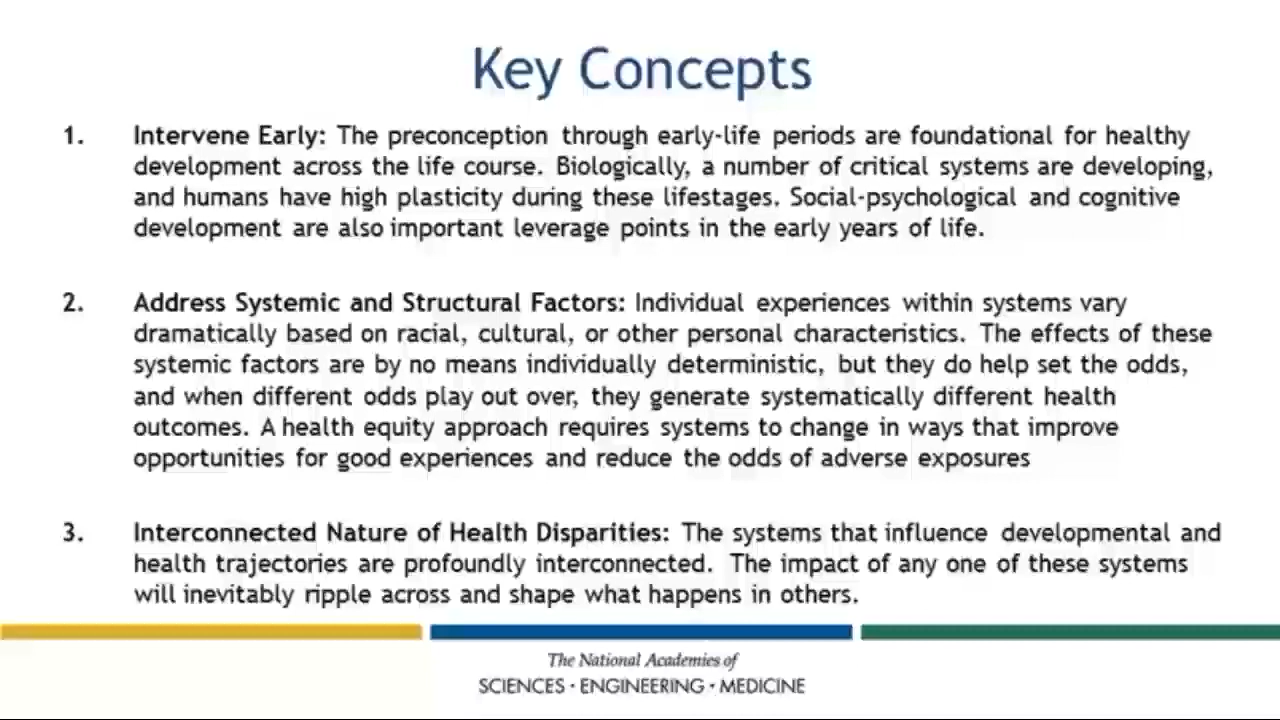 Key Concepts
1. Intervene Early: The preconception through early-life periods are foundational for healthy
development across the life course. Biologically, a number of critical systems are developing,
and humans have high plasticity during these lifestages. Social-psychological and cognitive
development are also important leverage points in the early years of life.
2. Address Systemic and Structural Factors: Individual experiences within systems vary
dramatically based on racial, cultural, or other personal characteristics. The effects of these
systemic factors are by no means individually deterministic, but they do help set the odds,
and when different odds play out over, they generate systematically different health
outcomes. A health equity approach requires systems to change in ways that improve
opportunities for good experiences and reduce the odds of adverse exposures
3. Interconnected Nature of Health Disparities: The systems that influence developmental and
health trajectories are profoundly interconnected. The impact of any one of these systems
will inevitably ripple across and shape what happens in others.
The National Academies of
SCIENCES · ENGINEERING · MEDICINE